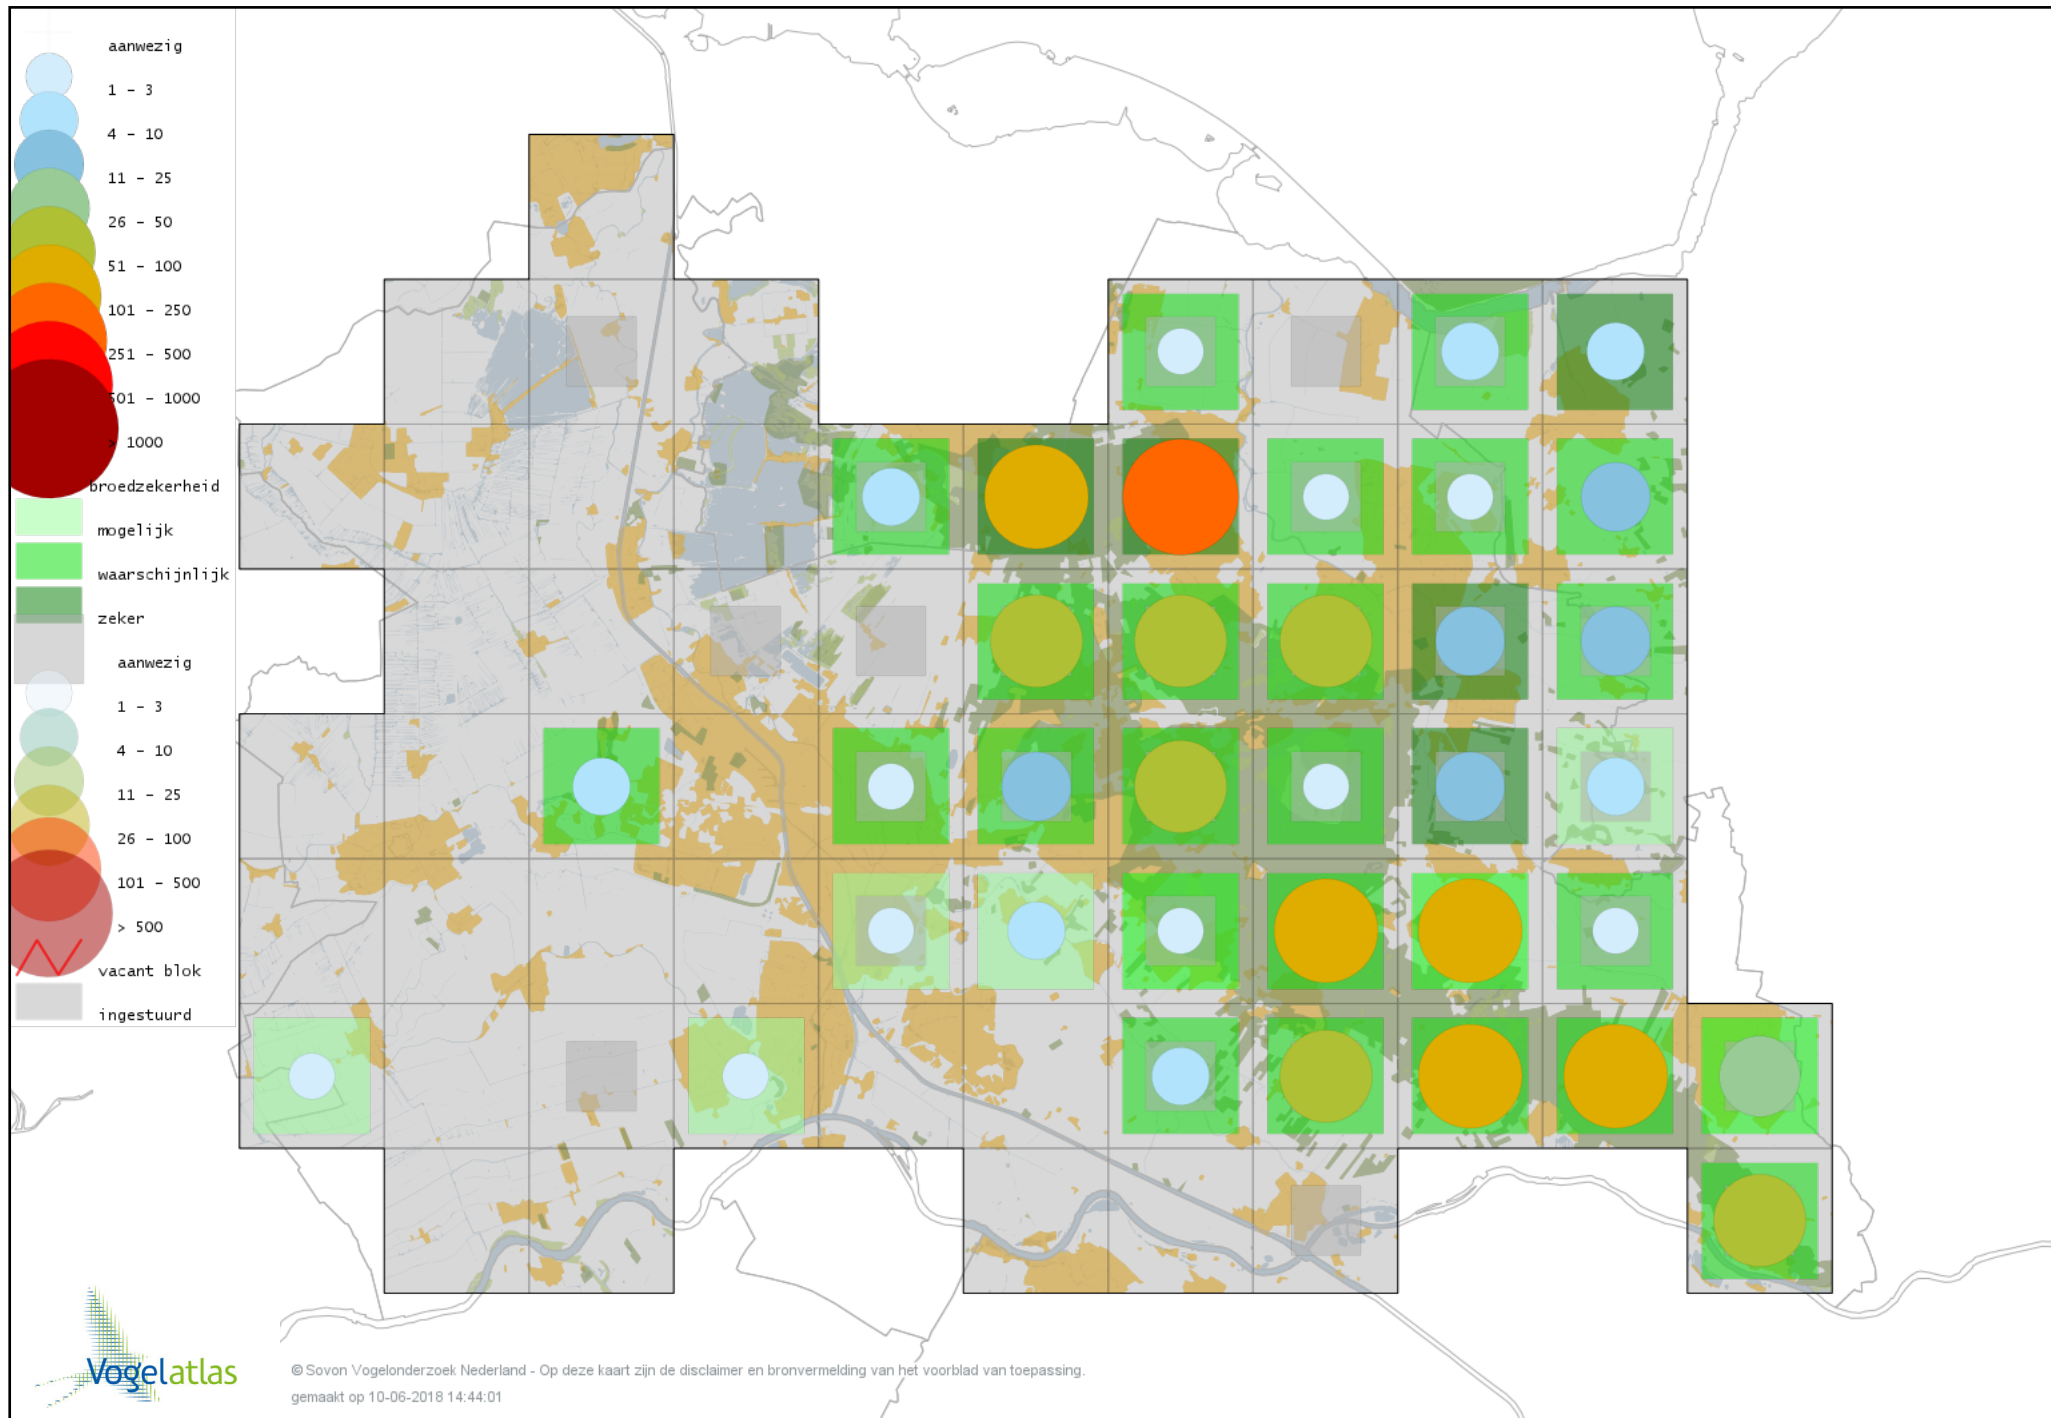 aanwezig
1 - 3
4 - 10
11 - 25
26 - 50
51 - 100
101 - 250
251 - 500
501 - 1000
> 1000
broedzekerheid
mogelijk
waarschijnlijk
zeker
aanwezig
1 - 3
4 - 10
11 - 25
26 - 100
101 - 500
> 500
vacant blok
ingestuurd
Vogelatlas
© Sovon Vogelonderzoek Nederland - Op deze kaart zijn de disclaimer en bronvermelding van het voorblad van toepassing.
gemaakt op 10-06-2018 14:44:01